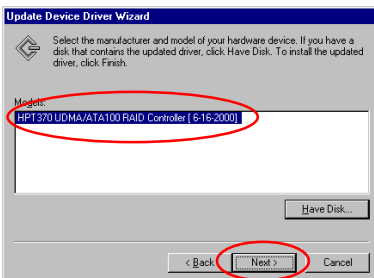 Update Device Driver Wizard
Select the manufacturer and model of your hardware device. If you have a
disk that contains the updated driver, click Have Disk. To install the updated
driver, click Finish.
Models:
HPT370 UDMA/ATA100 RAID Controller [ 6-16-2000]
Have Disk...
< Back
Next >
Cancel